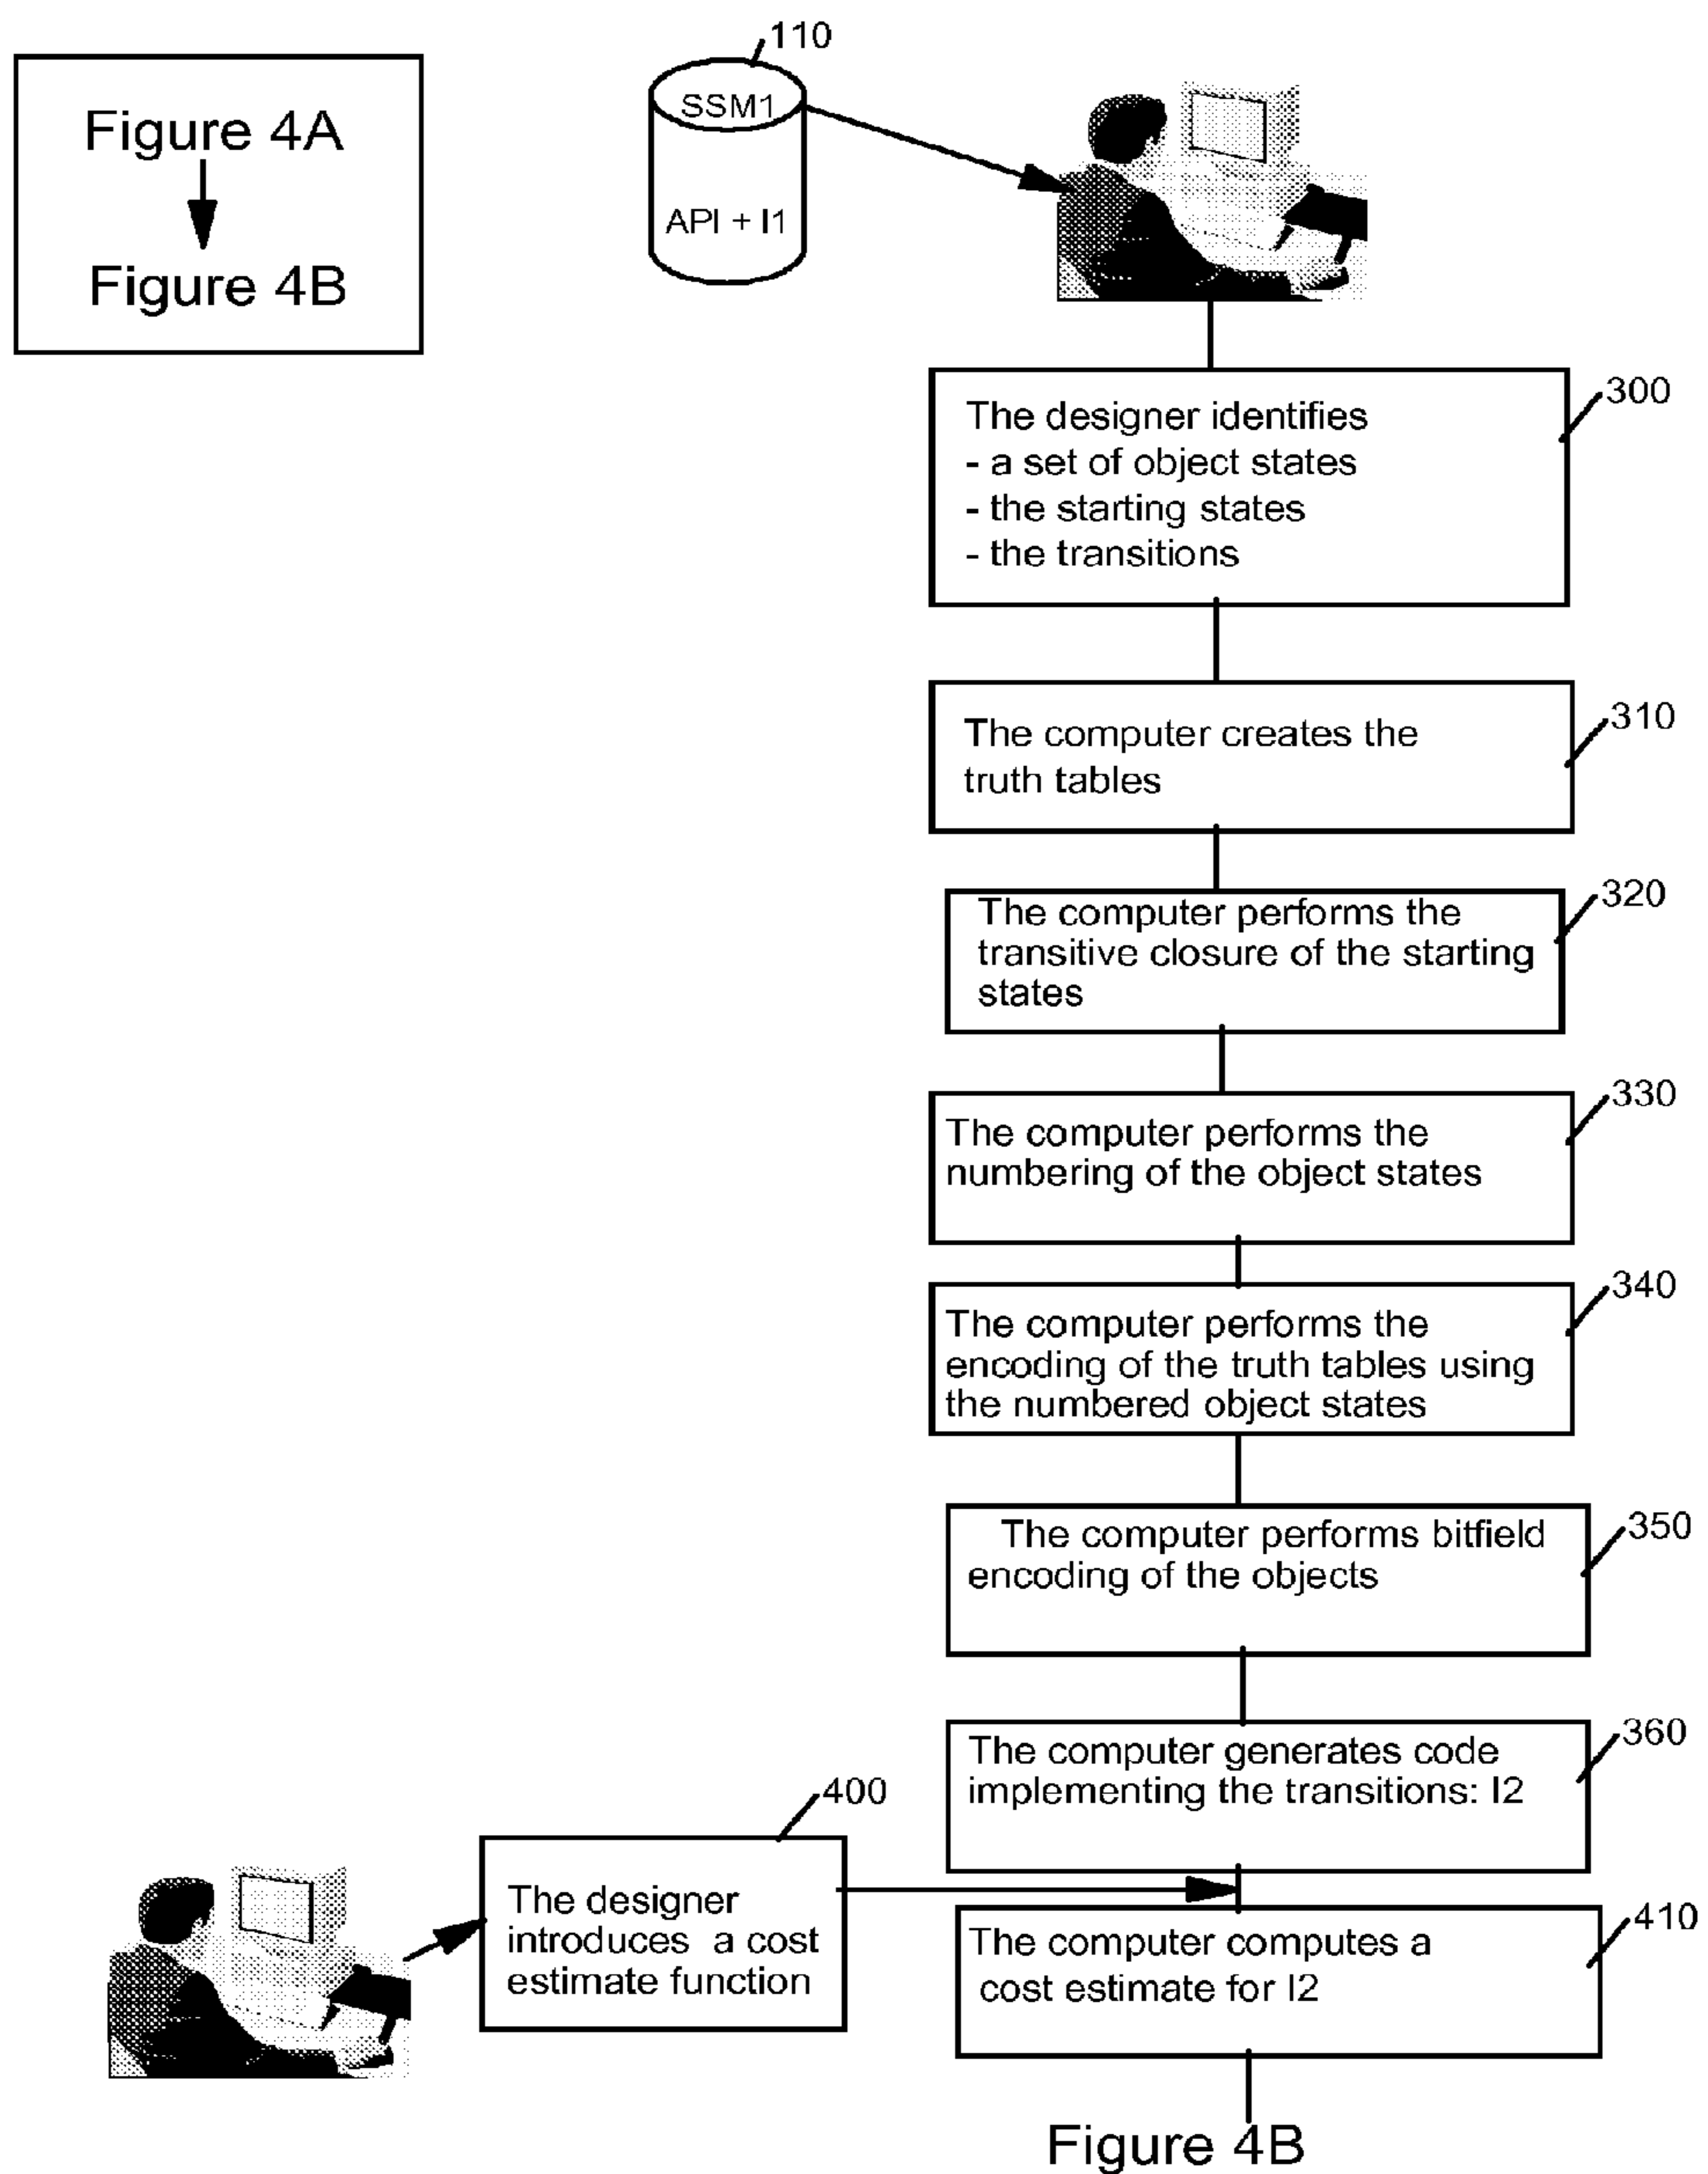 Figure 4A
Figure 4B
110
SSM1
API + I1
300
The designer identifies
- a set of object states
- the starting states
- the transitions
310
The computer creates the
truth tables
320
The computer performs the
transitive closure of the starting
states
330
The computer performs the
numbering of the object states
340
The computer performs the
encoding of the truth tables using
the numbered object states
350
The computer performs bitfield
encoding of the objects
360
The computer generates code
implementing the transitions: I2
400
The designer
introduces a cost
estimate function
410
The computer computes a
cost estimate for I2
Figure 4B